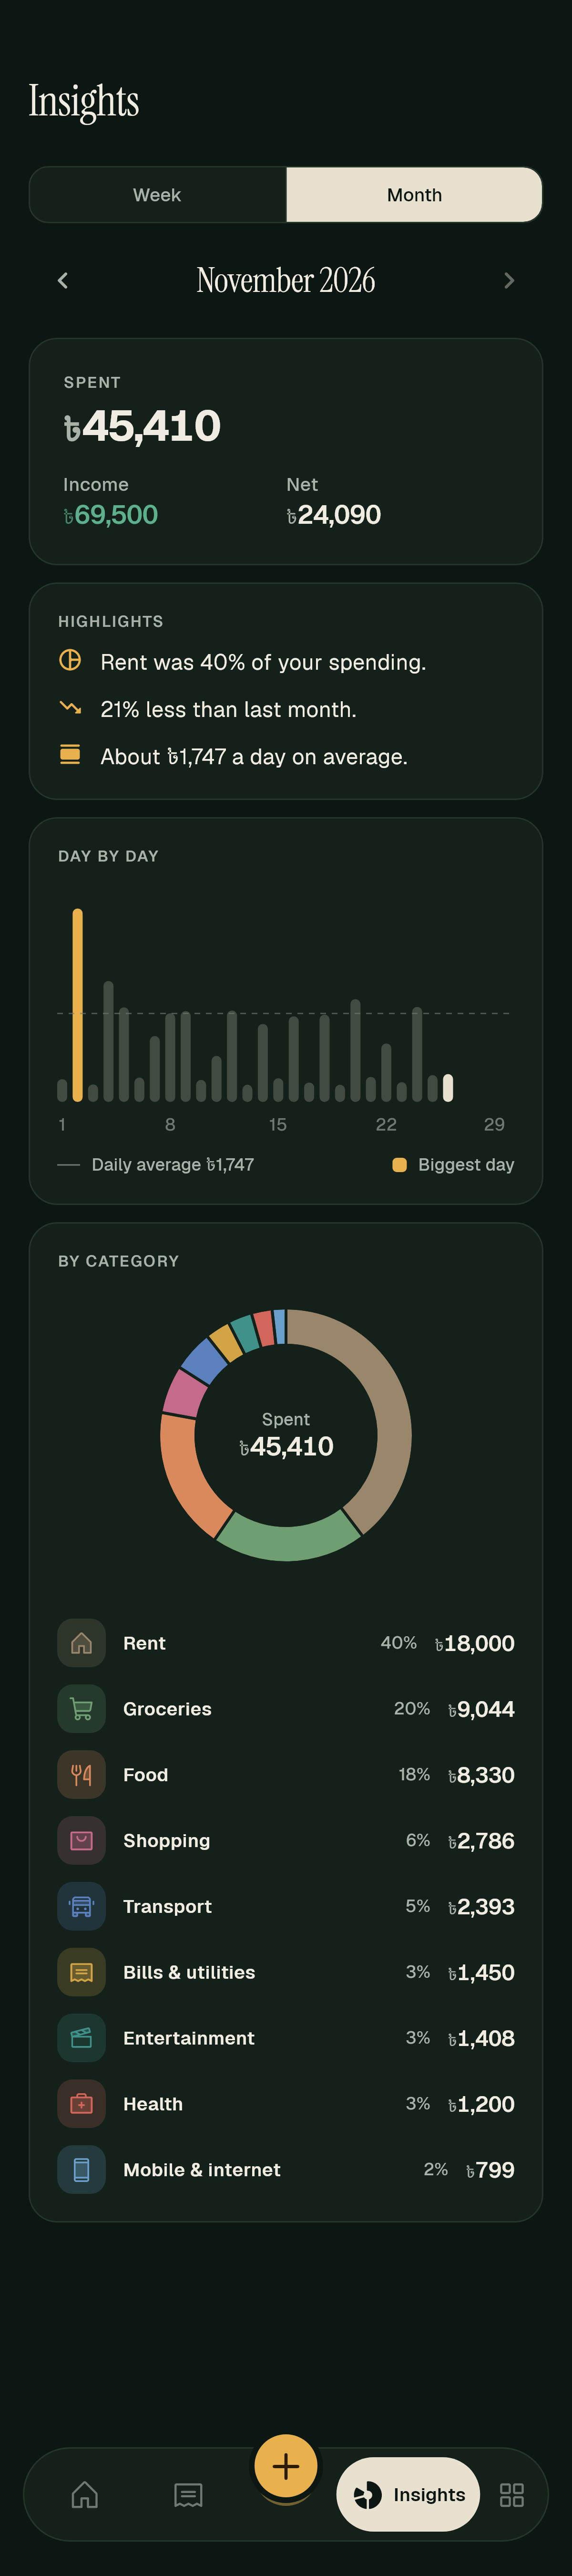 Insights
Week Month
November 2026
SPENT
৳45,410
Income Net
৳69,500 ৳24,090
HIGHLIGHTS
Rent was 40% of your spending.
21% less than last month.
About ৳1,747 a day on average.
DAY BY DAY
1 8 15 22 29
Daily average ৳1,747 Biggest day
BY CATEGORY
Spent
৳45,410
Rent 40% ৳18,000
Groceries 20% ৳9,044
Food 18% ৳8,330
Shopping 6% ৳2,786
Transport 5% ৳2,393
Bills & utilities 3% ৳1,450
Entertainment 3% ৳1,408
Health 3% ৳1,200
Mobile & internet 2% ৳799
Insights